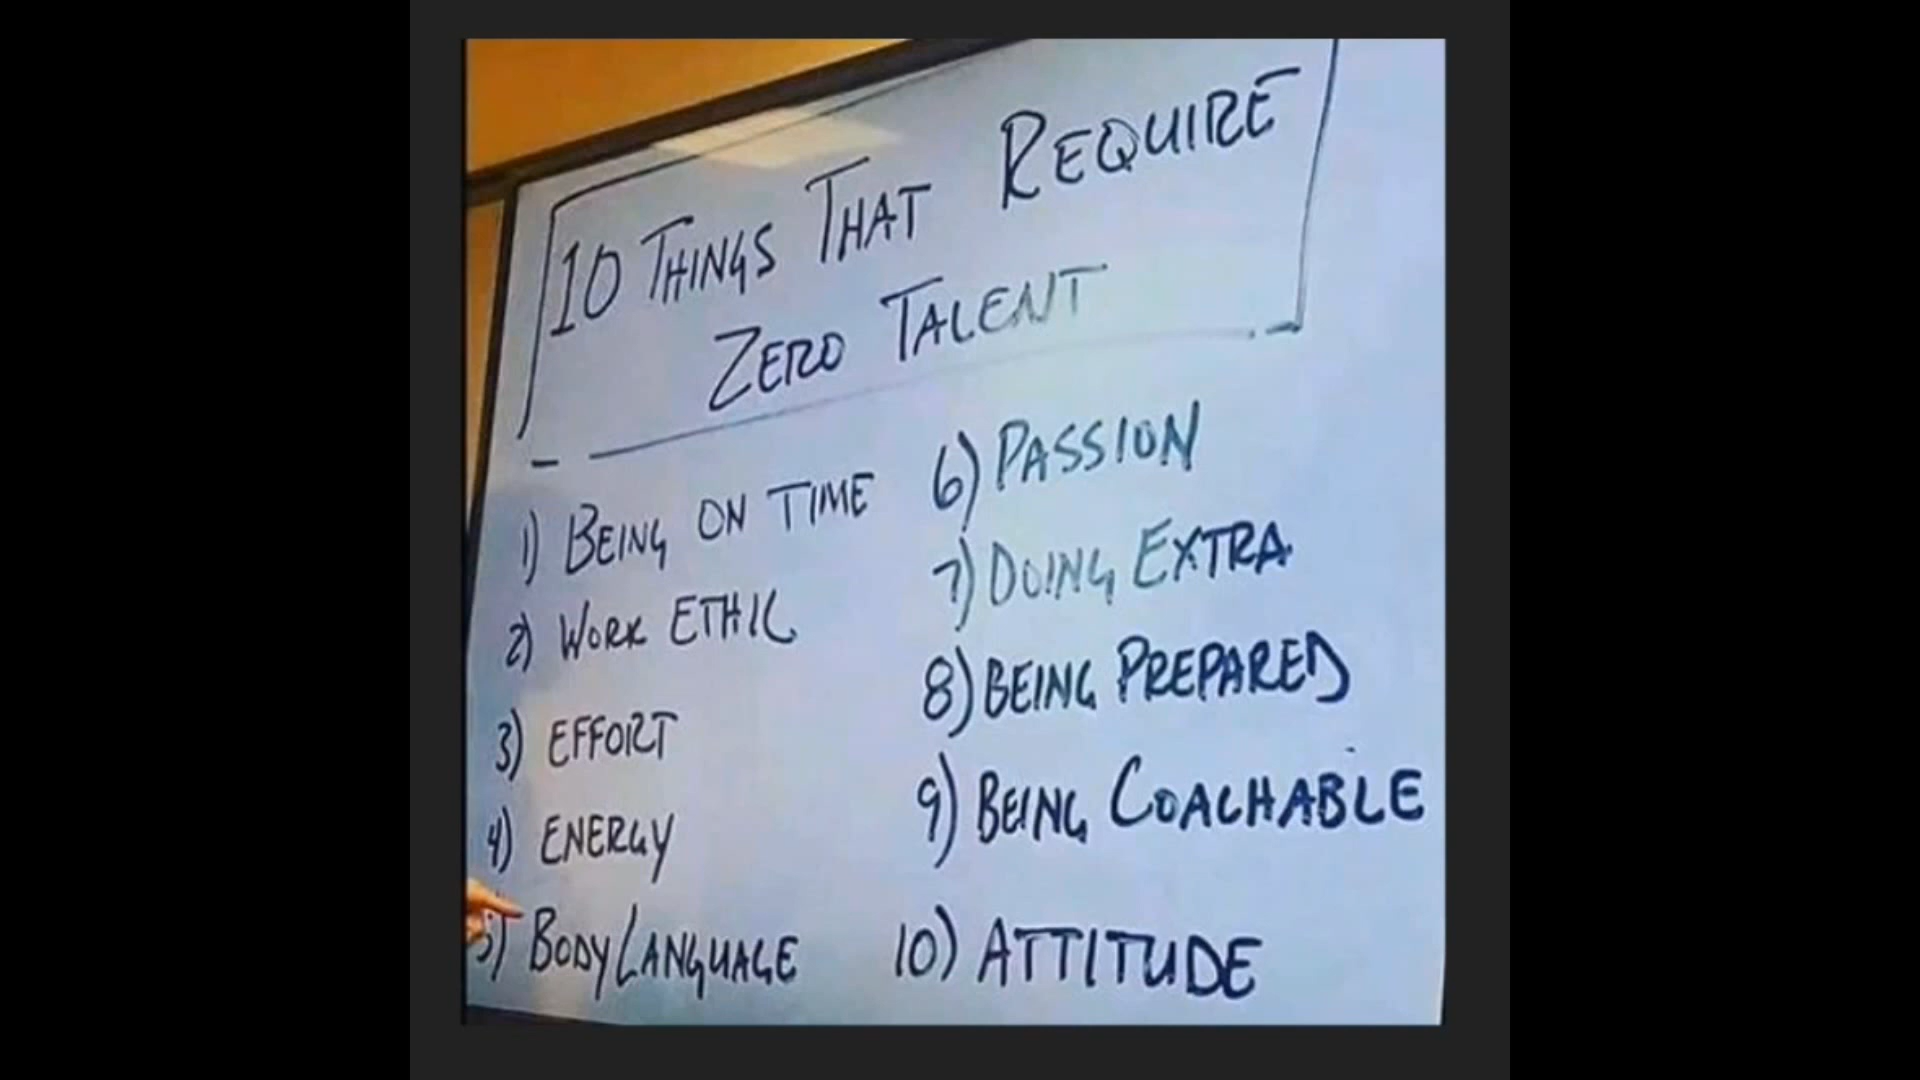 10 THINGS THAT REQUIRE
ZERO TALENT
1) BEING ON TIME
2) WORK ETHIC
3) EFFORT
4) ENERGY
5) BODY LANGUAGE
6) PASSION
7) DOING EXTRA
8) BEING PREPARED
9) BEING COACHABLE
10) ATTITUDE